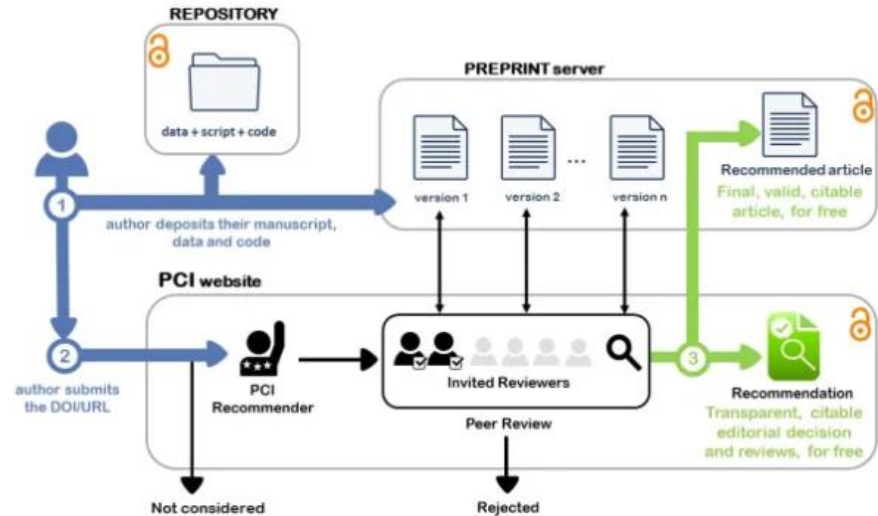 REPOSITORY
data + script + code
PREPRINT server
version 1
version 2
...
version n
Recommended article
Final, valid, citable
article, for free
1
author deposits their manuscript,
data and code
PCI website
2
author submits
the DOI/URL
PCI
Recommender
Invited Reviewers
Peer Review
3
Recommendation
Transparent, citable
editorial decision
and reviews, for free
Not considered
Rejected